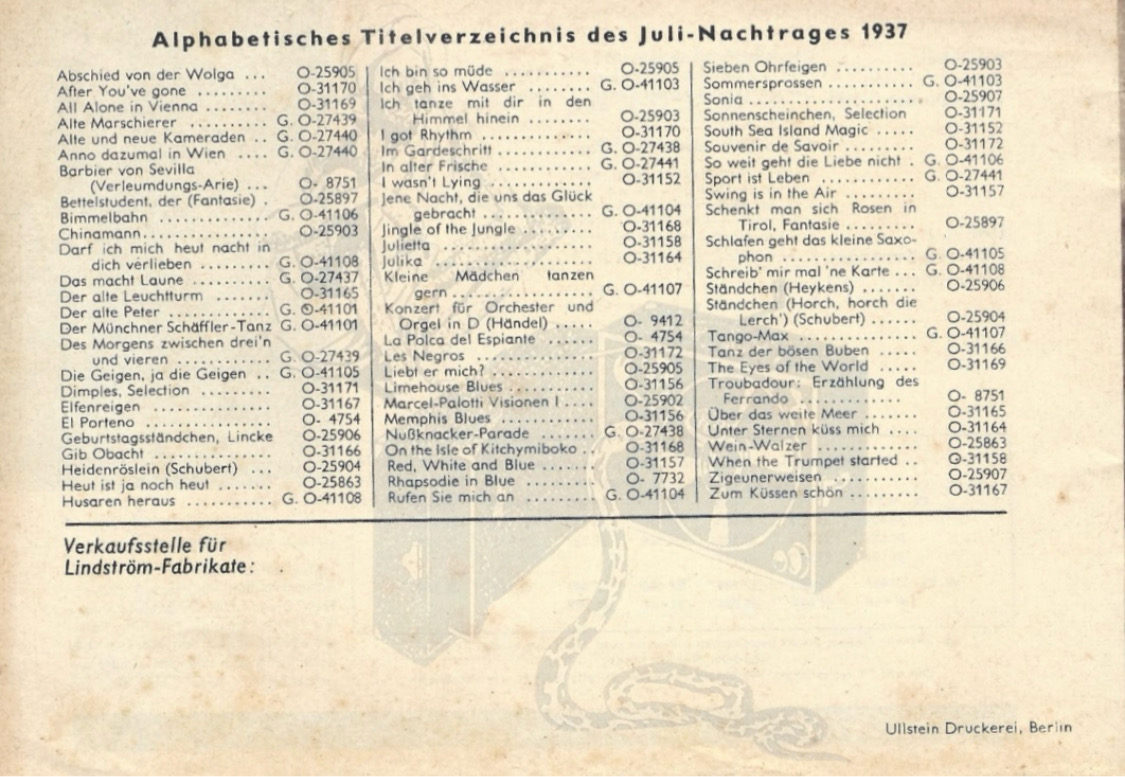 Alphabetisches Titelverzeichnis des Juli-Nachtrages 1937
Abschied von der Wolga ... O-25905
After You've gone ......... O-31170
All Alone in Vienna ........ O-31169
Alte Marschierer .......... G. O-27439
Alte und neue Kameraden .. G. O-27440
Anno dazumal in Wien .... G. O-27440
Barbier von Sevilla
(Verleumdungs-Arie) ... O- 8751
Bettelstudent, der (Fantasie) . O-25897
Bimmelbahn ............. G. O-41106
Chinamann............... O-25903
Darf ich mich heut nacht in
dich verlieben ......... G. O-41108
Das macht Laune ........ G. O-27437
Der alte Leuchtturm ....... O-31165
Der alte Peter ............ G. O-41101
Der Münchner Schäffler-Tanz G. O-41101
Des Morgens zwischen drei'n
und vieren ............ G. O-27439
Die Geigen, ja die Geigen .. G. O-41105
Dimples, Selection ......... O-31171
Elfenreigen ............... O-31167
El Porteno ................ O- 4754
Geburtstagsständchen, Lincke O-25906
Gib Obacht ............... O-31166
Heidenröslein (Schubert) ... O-25904
Heut ist ja noch heut ....... O-25863
Husaren heraus .......... G. O-41108
Ich bin so müde ........... O-25905
Ich geh ins Wasser ........ G. O-41103
Ich tanze mit dir in den
Himmel hinein ......... O-25903
I got Rhythm .............. O-31170
Im Gardeschritt ........... G. O-27438
In alter Frische ........... G. O-27441
I wasn't Lying ............. O-31152
Jene Nacht, die uns das Glück
gebracht .............. G. O-41104
Jingle of the Jungle ........ O-31168
Julietta ................... O-31158
Julika ..................... O-31164
Kleine Mädchen tanzen
gern .................. G. O-41107
Konzert für Orchester und
Orgel in D (Händel) ..... O- 9412
La Polca del Espiante ..... O- 4754
Les Negros ............... O-31172
Liebt er mich? ............. O-25905
Limehouse Blues ........... O-31156
Marcel-Palotti Visionen I .... O-25902
Memphis Blues ............ O-31156
Nußknacker-Parade ....... G. O-27438
On the Isle of Kitchymiboko .. O-31168
Red, White and Blue ....... O-31157
Rhapsodie in Blue ......... O- 7732
Rufen Sie mich an ......... G. O-41104
Sieben Ohrfeigen .......... O-25903
Sommersprossen ......... G. O-41103
Sonia ..................... O-25907
Sonnenscheinchen, Selection O-31171
South Sea Island Magic ..... O-31152
Souvenir de Savoir ......... O-31172
So weit geht die Liebe nicht . G. O-41106
Sport ist Leben ........... G. O-27441
Swing is in the Air ......... O-31157
Schenkt man sich Rosen in
Tirol, Fantasie ......... O-25897
Schlafen geht das kleine Saxo-
phon ................. G. O-41105
Schreib' mir mal 'ne Karte ... G. O-41108
Ständchen (Heykens) ...... O-25906
Ständchen (Horch, horch die
Lerch') (Schubert) ...... O-25904
Tango-Max .............. G. O-41107
Tanz der bösen Buben ..... O-31166
The Eyes of the World ..... O-31169
Troubadour: Erzählung des
Ferrando .............. O- 8751
Über das weite Meer ....... O-31165
Unter Sternen küss mich .... O-31164
Wein-Walzer .............. O-25863
When the Trumpet started .. O-31158
Zigeunerweisen ........... O-25907
Zum Küssen schön ......... O-31167
Verkaufsstelle für
Lindström-Fabrikate:
Ullstein Druckerei, Berlin